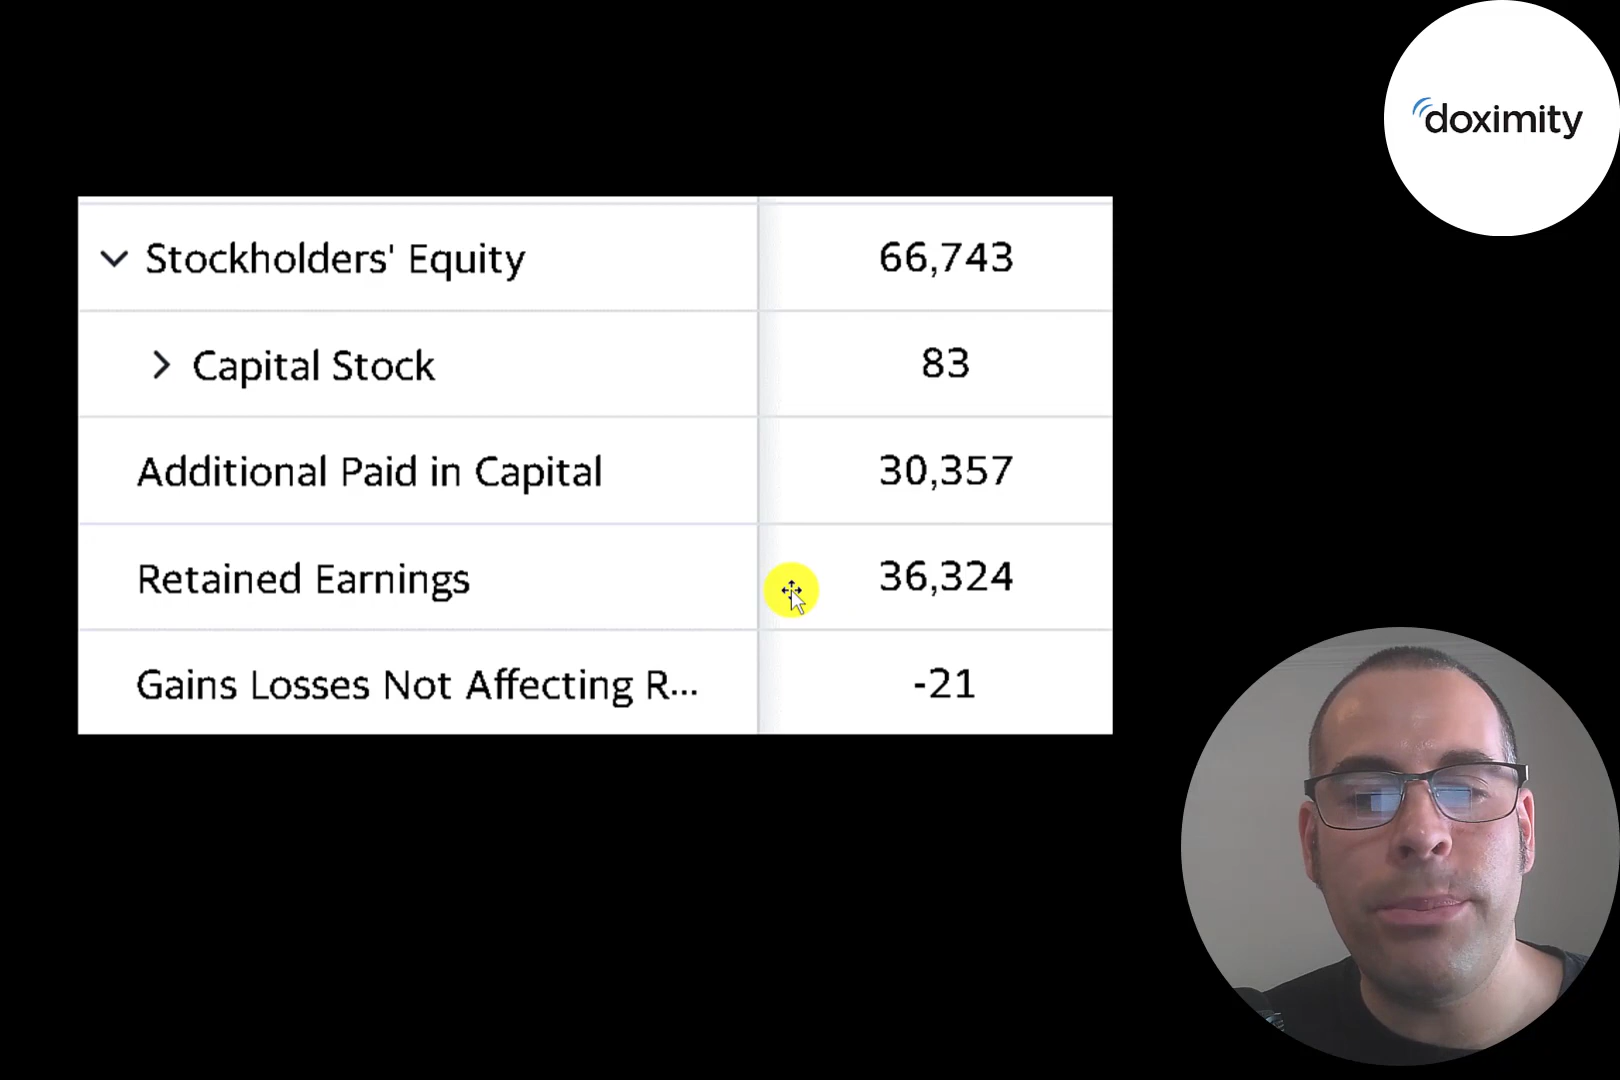 doximity
Stockholders' Equity 66,743
Capital Stock 83
Additional Paid in Capital 30,357
Retained Earnings 36,324
Gains Losses Not Affecting R... -21